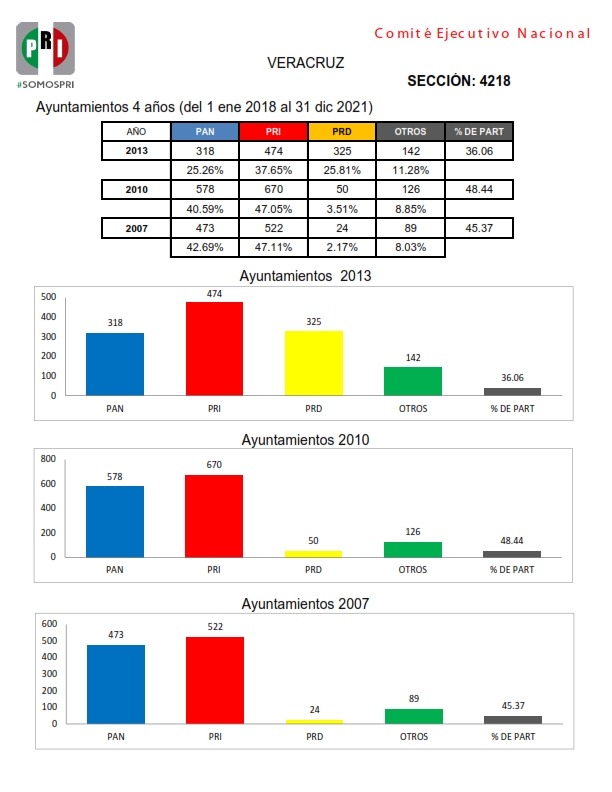 Comité Ejecutivo Nacional
PRI
#SOMOSPRI
VERACRUZ
SECCIÓN: 4218
Ayuntamientos 4 años (del 1 ene 2018 al 31 dic 2021)
AÑO PAN PRI PRD OTROS % DE PART
2013 318 474 325 142 36.06
25.26% 37.65% 25.81% 11.28%
2010 578 670 50 126 48.44
40.59% 47.05% 3.51% 8.85%
2007 473 522 24 89 45.37
42.69% 47.11% 2.17% 8.03%
Ayuntamientos 2013
500
400
300
200
100
0
318 474 325 142 36.06
PAN PRI PRD OTROS % DE PART
Ayuntamientos 2010
800
600
400
200
0
578 670 50 126 48.44
PAN PRI PRD OTROS % DE PART
Ayuntamientos 2007
600
500
400
300
200
100
0
473 522 24 89 45.37
PAN PRI PRD OTROS % DE PART